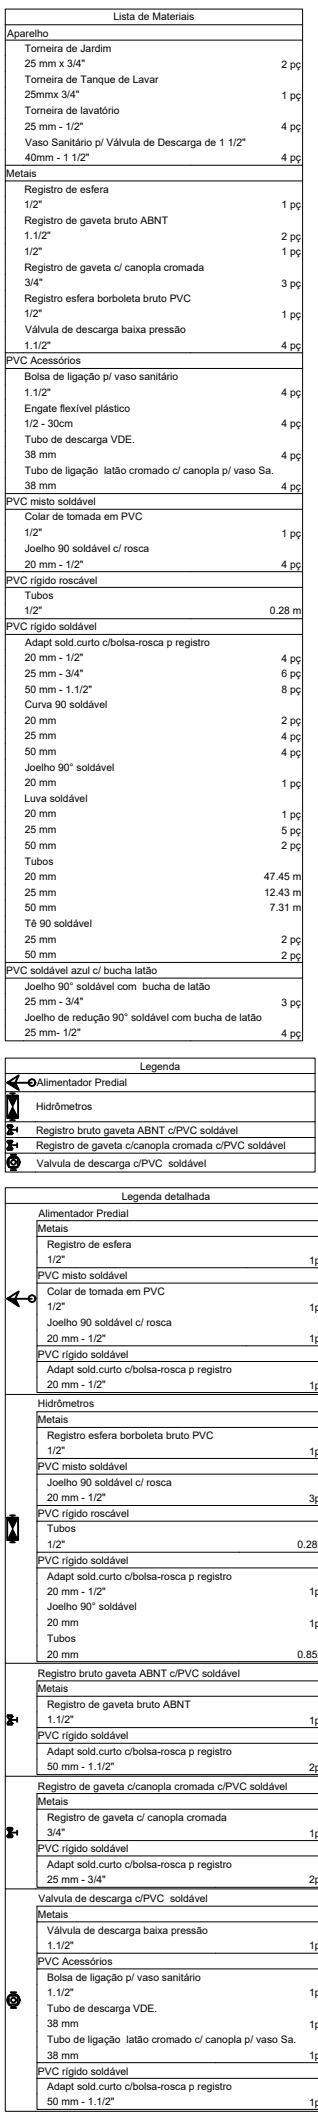 Lista de Materiais
Aparelho
Torneira de Jardim
25 mm x 3/4" 2 pç
Torneira de Tanque de Lavar
25mmx 3/4" 1 pç
Torneira de lavatório
25 mm - 1/2" 4 pç
Vaso Sanitário p/ Válvula de Descarga de 1 1/2"
40mm - 1 1/2" 4 pç
Metais
Registro de esfera
1/2" 1 pç
Registro de gaveta bruto ABNT
1.1/2" 2 pç
1/2" 1 pç
Registro de gaveta c/ canopla cromada
3/4" 3 pç
Registro esfera borboleta bruto PVC
1/2" 1 pç
Válvula de descarga baixa pressão
1.1/2" 4 pç
PVC Acessórios
Bolsa de ligação p/ vaso sanitário
1.1/2" 4 pç
Engate flexível plástico
1/2 - 30cm 4 pç
Tubo de descarga VDE.
38 mm 4 pç
Tubo de ligação latão cromado c/ canopla p/ vaso Sa.
38 mm 4 pç
PVC misto soldável
Colar de tomada em PVC
1/2" 1 pç
Joelho 90 soldável c/ rosca
20 mm - 1/2" 4 pç
PVC rígido roscável
Tubos
1/2" 0.28 m
PVC rígido soldável
Adapt sold.curto c/bolsa-rosca p registro
20 mm - 1/2" 4 pç
25 mm - 3/4" 6 pç
50 mm - 1.1/2" 8 pç
Curva 90 soldável
20 mm 2 pç
25 mm 4 pç
50 mm 4 pç
Joelho 90° soldável
20 mm 1 pç
Luva soldável
20 mm 1 pç
25 mm 5 pç
50 mm 2 pç
Tubos
20 mm 47.45 m
25 mm 12.43 m
50 mm 7.31 m
Tê 90 soldável
25 mm 2 pç
50 mm 2 pç
PVC soldável azul c/ bucha latão
Joelho 90° soldável com bucha de latão
25 mm - 3/4" 3 pç
Joelho de redução 90° soldável com bucha de latão
25 mm- 1/2" 4 pç
Legenda
Alimentador Predial
Hidrômetros
Registro bruto gaveta ABNT c/PVC soldável
Registro de gaveta c/canopla cromada c/PVC soldável
Valvula de descarga c/PVC soldável
Legenda detalhada
Alimentador Predial
Metais
Registro de esfera
1/2" 1p
PVC misto soldável
Colar de tomada em PVC
1/2" 1p
Joelho 90 soldável c/ rosca
20 mm - 1/2" 1p
PVC rígido soldável
Adapt sold.curto c/bolsa-rosca p registro
20 mm - 1/2" 1p
Hidrômetros
Metais
Registro esfera borboleta bruto PVC
1/2" 1p
PVC misto soldável
Joelho 90 soldável c/ rosca
20 mm - 1/2" 3p
PVC rígido roscável
Tubos
1/2" 0.28
PVC rígido soldável
Adapt sold.curto c/bolsa-rosca p registro
20 mm - 1/2" 1p
Joelho 90° soldável
20 mm 1p
Tubos
20 mm 0.85
Registro bruto gaveta ABNT c/PVC soldável
Metais
Registro de gaveta bruto ABNT
1.1/2" 1p
PVC rígido soldável
Adapt sold.curto c/bolsa-rosca p registro
50 mm - 1.1/2" 2p
Registro de gaveta c/canopla cromada c/PVC soldável
Metais
Registro de gaveta c/ canopla cromada
3/4" 1p
PVC rígido soldável
Adapt sold.curto c/bolsa-rosca p registro
25 mm - 3/4" 2p
Valvula de descarga c/PVC soldável
Metais
Válvula de descarga baixa pressão
1.1/2" 1p
PVC Acessórios
Bolsa de ligação p/ vaso sanitário
1.1/2" 1p
Tubo de descarga VDE.
38 mm 1p
Tubo de ligação latão cromado c/ canopla p/ vaso Sa.
38 mm 1p
PVC rígido soldável
Adapt sold.curto c/bolsa-rosca p registro
50 mm - 1.1/2" 1p